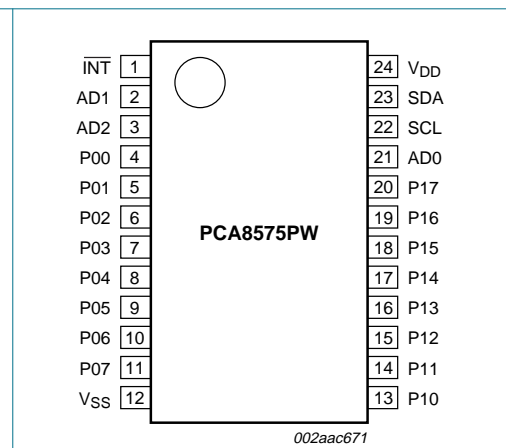 INT 1 24 VDD
AD1 2 23 SDA
AD2 3 22 SCL
P00 4 21 AD0
P01 5 20 P17
P02 6 19 P16
P03 7 PCA8575PW 18 P15
P04 8 17 P14
P05 9 16 P13
P06 10 15 P12
P07 11 14 P11
VSS 12 13 P10
002aac671